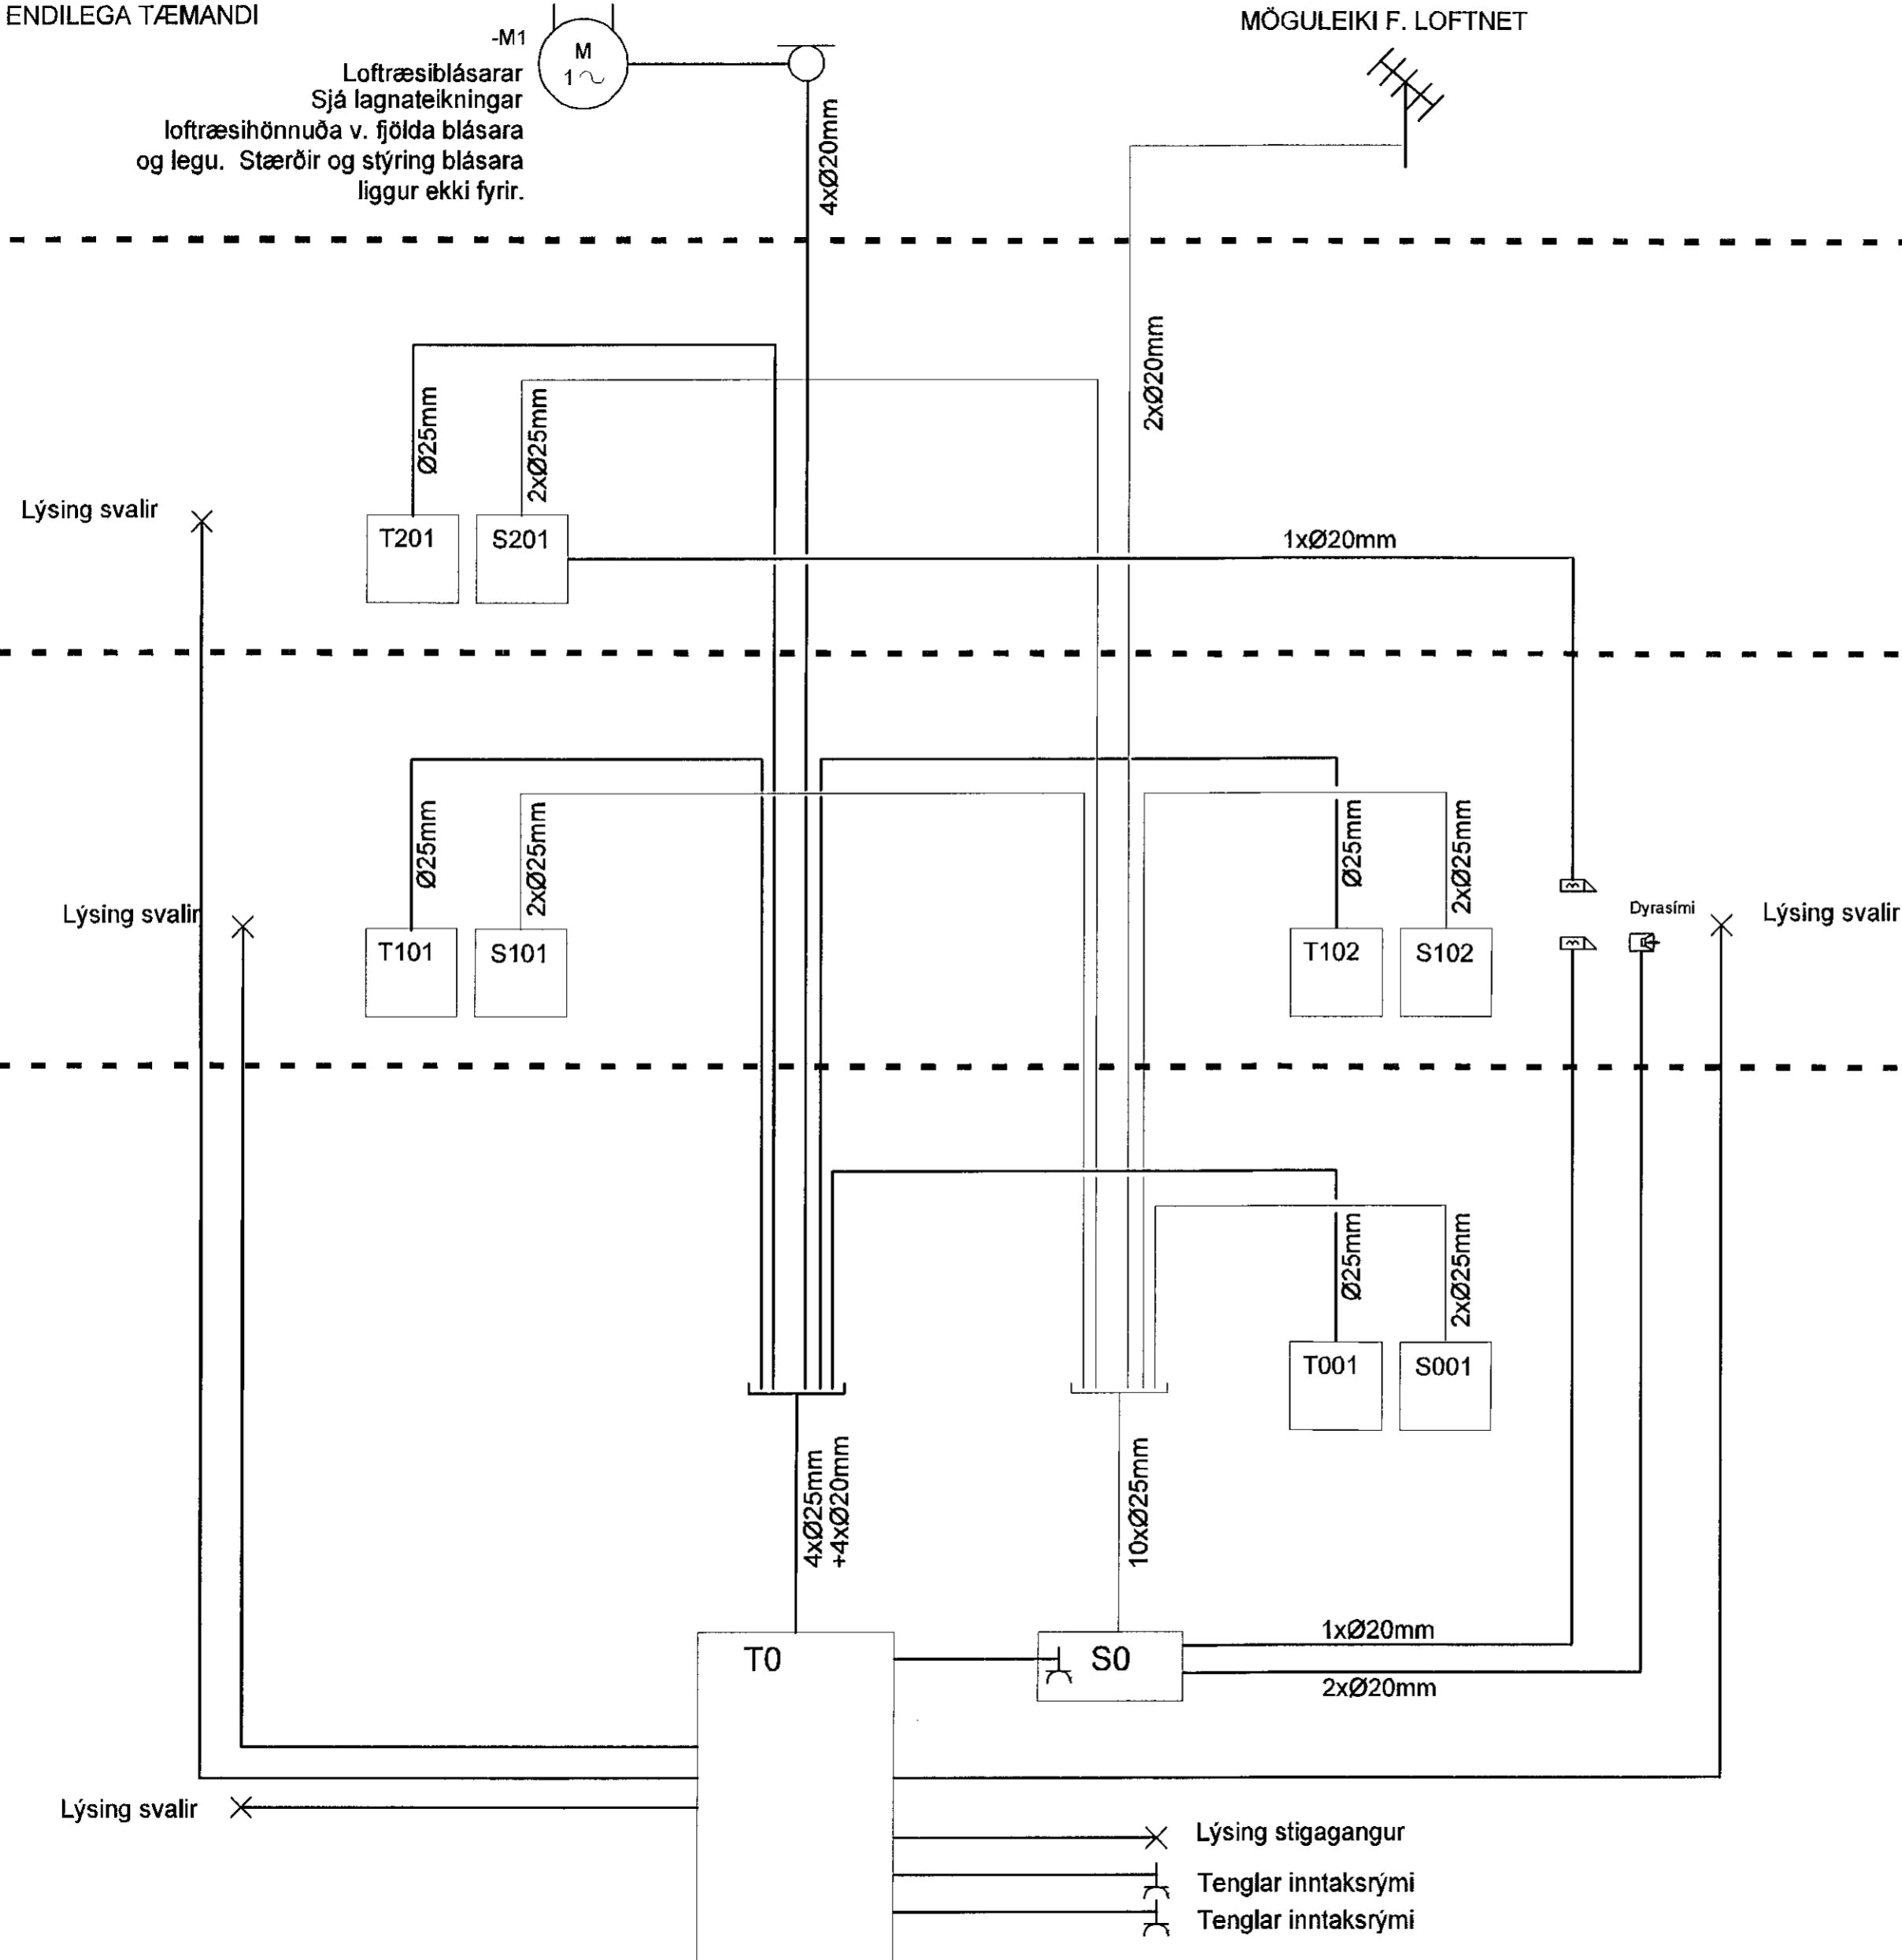 ENDILEGA TÆMANDI
MÖGULEIKI F. LOFTNET
-M1
M
1~
Loftræsiblásarar
Sjá lagnateikningar
loftræsihönnuða v. fjölda blásara
og legu. Stærðir og stýring blásara
liggur ekki fyrir.
4xØ20mm
2xØ20mm
Ø25mm
2xØ25mm
Lýsing svalir
T201
S201
1xØ20mm
Ø25mm
2xØ25mm
Ø25mm
2xØ25mm
Lýsing svalir
T101
S101
T102
S102
Dyrasími
Lýsing svalir
Ø25mm
2xØ25mm
T001
S001
4xØ25mm
+4xØ20mm
10xØ25mm
T0
S0
1xØ20mm
2xØ20mm
Lýsing svalir
Lýsing stigagangur
Tenglar inntaksrými
Tenglar inntaksrými